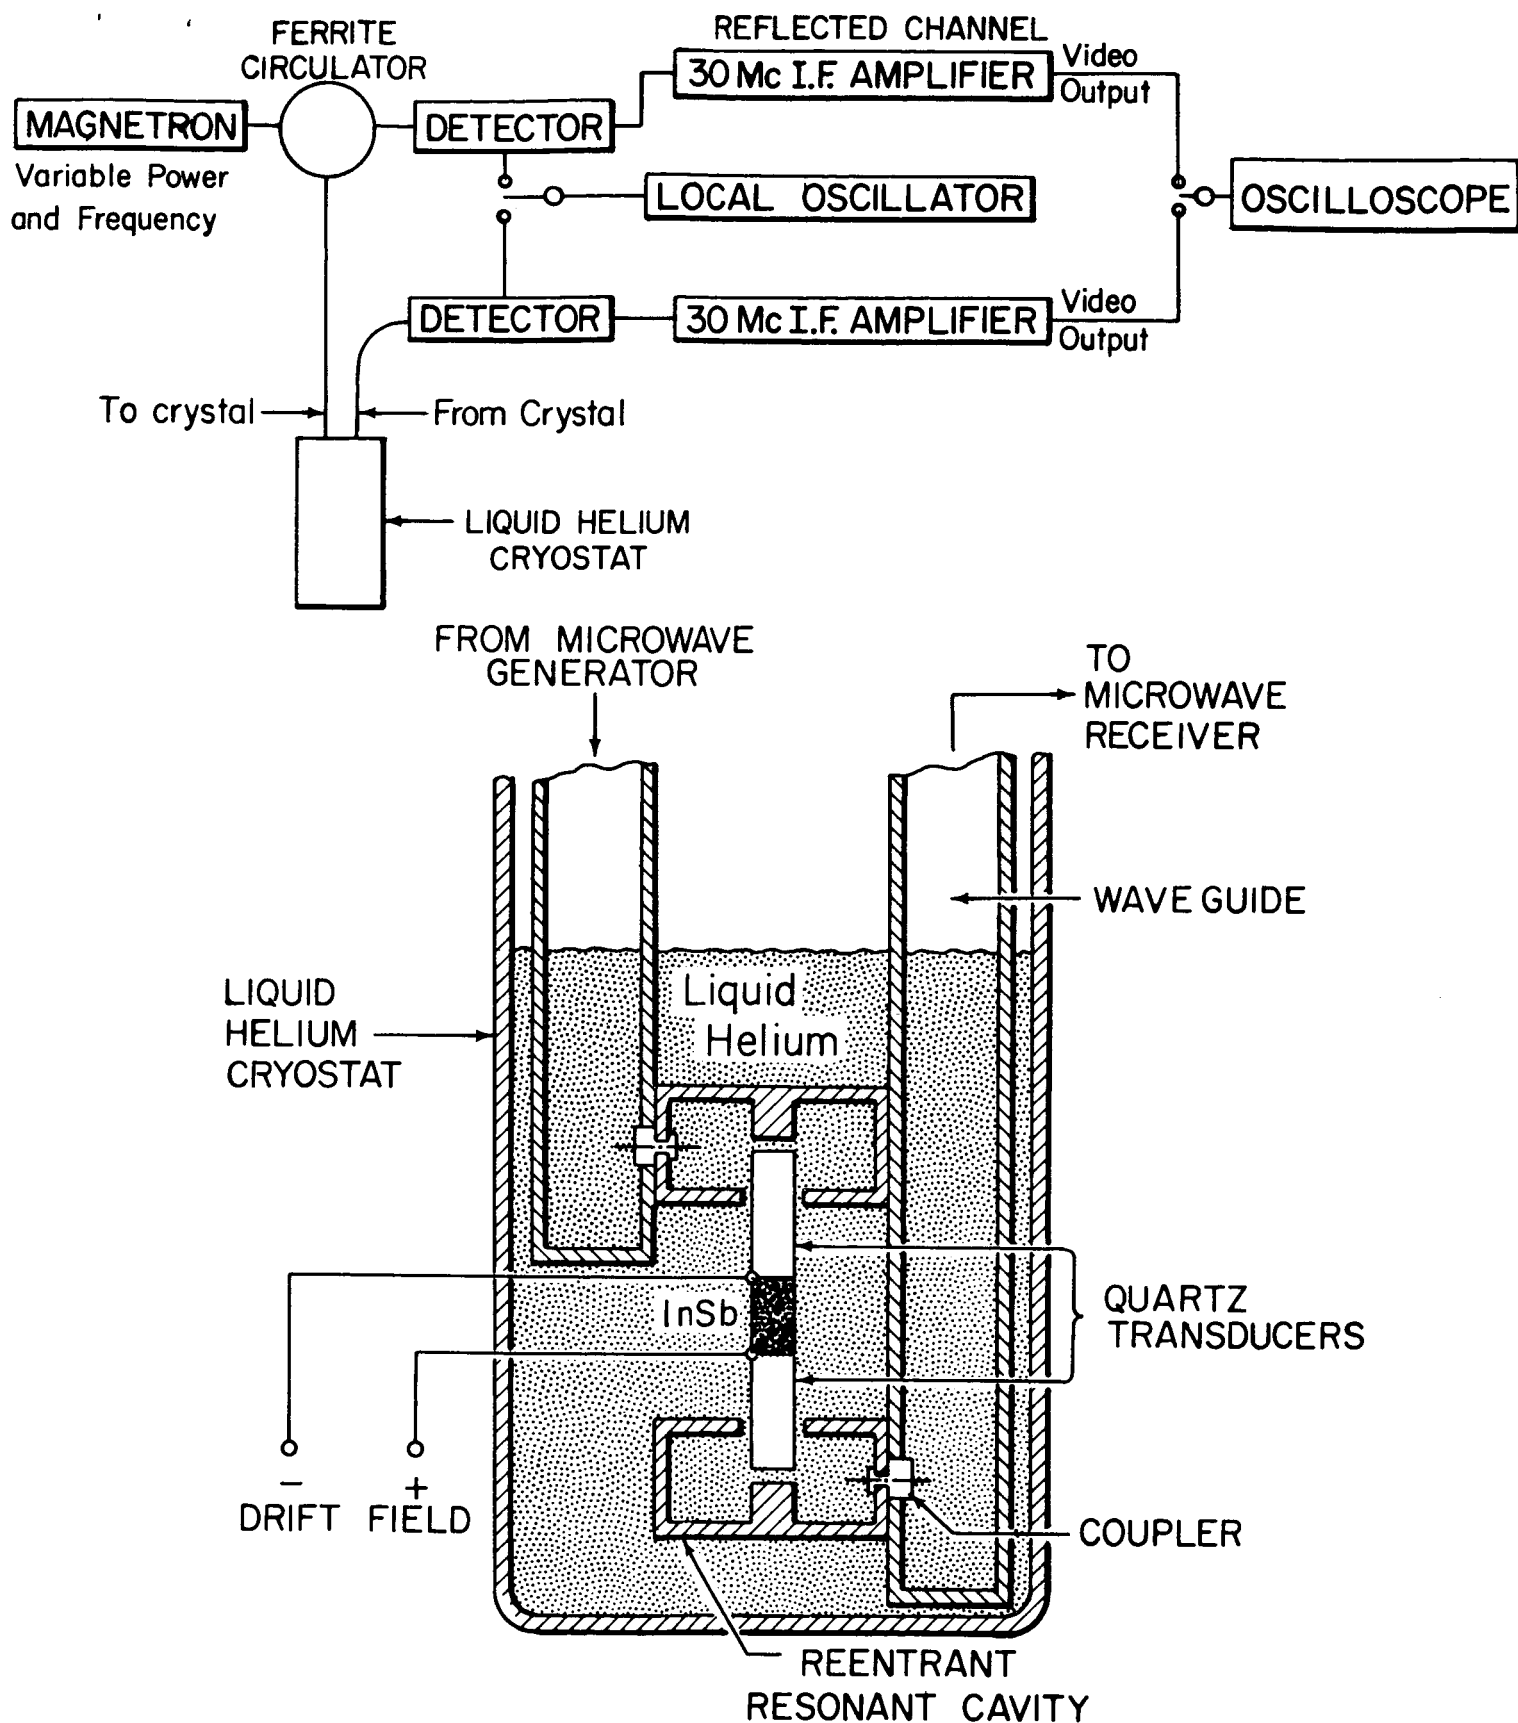 FERRITE
CIRCULATOR
REFLECTED CHANNEL
MAGNETRON
DETECTOR
30 Mc I.F. AMPLIFIER
Video
Output
Variable Power
and Frequency
LOCAL OSCILLATOR
OSCILLOSCOPE
DETECTOR
30 Mc I.F. AMPLIFIER
Video
Output
To crystal
From Crystal
LIQUID HELIUM
CRYOSTAT
FROM MICROWAVE
GENERATOR
TO
MICROWAVE
RECEIVER
WAVE GUIDE
LIQUID
HELIUM
CRYOSTAT
Liquid
Helium
InSb
QUARTZ
TRANSDUCERS
− +
DRIFT FIELD
COUPLER
REENTRANT
RESONANT CAVITY